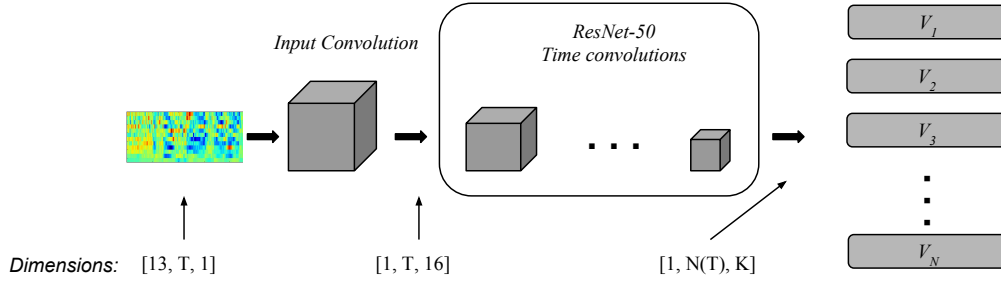 Input Convolution
ResNet-50
Time convolutions
V1
V2
V3
VN
Dimensions: [13, T, 1] [1, T, 16] [1, N(T), K]